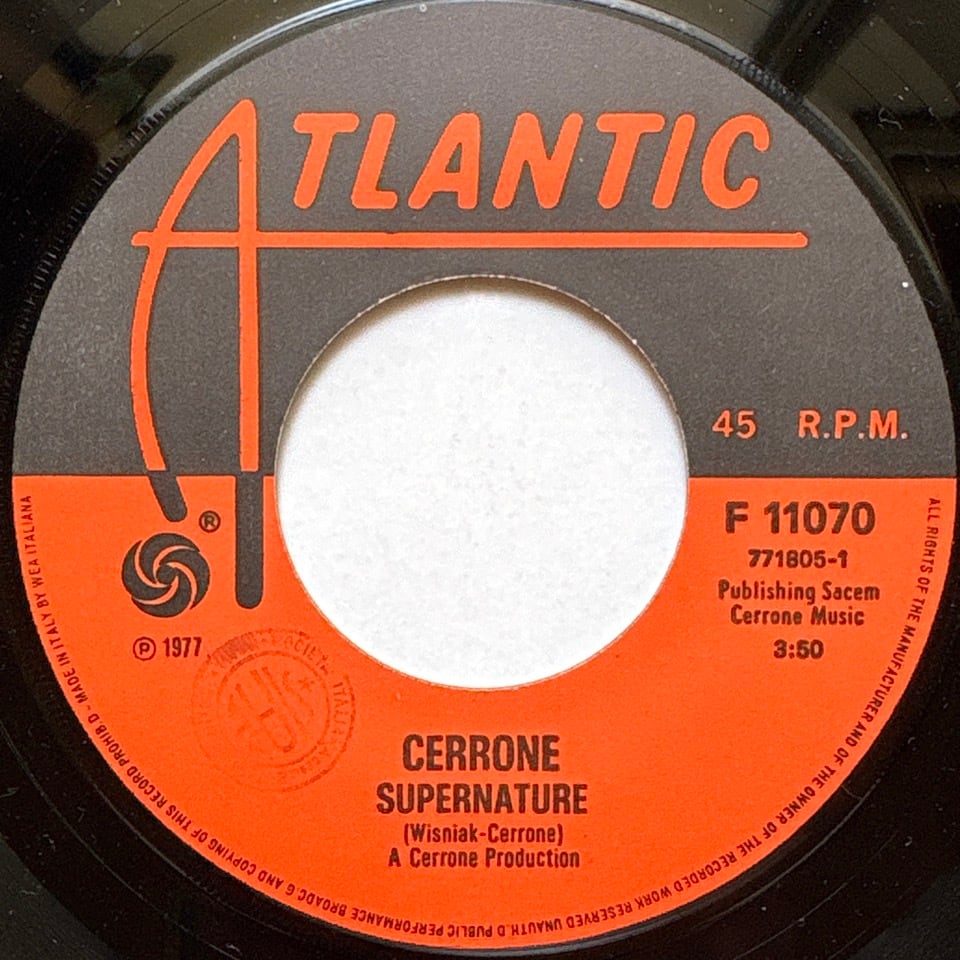 ATLANTIC
45 R.P.M.
F 11070
771805-1
Publishing Sacem
Cerrone Music
3:50
®
℗ 1977
SOCIETÀ ITALIANA
CERRONE
SUPERNATURE
(Wisniak-Cerrone)
A Cerrone Production
ALL RIGHTS OF THE MANUFACTURER AND OF THE OWNER OF THE RECORDED WORK RESERVED UNAUTH.D PUBLIC PERFORMANCE BROADC.G AND COPYING OF THIS RECORD PROHIB.D - MADE IN ITALY BY WEA ITALIANA